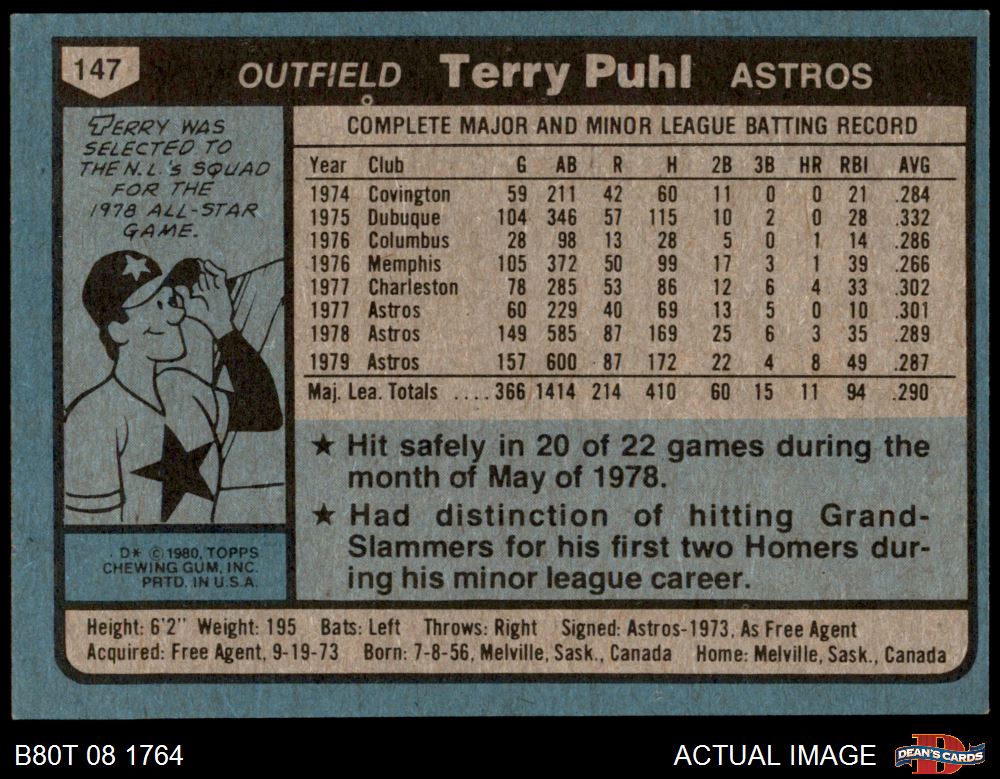 147 OUTFIELD Terry Puhl ASTROS
TERRY WAS
SELECTED TO
THE N.L.'s SQUAD
FOR THE
1978 ALL-STAR
GAME.
D* © 1980, TOPPS
CHEWING GUM, INC.
PRTD. IN U.S.A.
COMPLETE MAJOR AND MINOR LEAGUE BATTING RECORD
Year Club G AB R H 2B 3B HR RBI AVG
1974 Covington 59 211 42 60 11 0 0 21 .284
1975 Dubuque 104 346 57 115 10 2 0 28 .332
1976 Columbus 28 98 13 28 5 0 1 14 .286
1976 Memphis 105 372 50 99 17 3 1 39 .266
1977 Charleston 78 285 53 86 12 6 4 33 .302
1977 Astros 60 229 40 69 13 5 0 10 .301
1978 Astros 149 585 87 169 25 6 3 35 .289
1979 Astros 157 600 87 172 22 4 8 49 .287
Maj. Lea. Totals .... 366 1414 214 410 60 15 11 94 .290
★ Hit safely in 20 of 22 games during the
month of May of 1978.
★ Had distinction of hitting Grand-
Slammers for his first two Homers dur-
ing his minor league career.
Height: 6'2" Weight: 195 Bats: Left Throws: Right Signed: Astros-1973, As Free Agent
Acquired: Free Agent, 9-19-73 Born: 7-8-56, Melville, Sask., Canada Home: Melville, Sask., Canada
B80T 08 1764 ACTUAL IMAGE DEAN'S CARDS